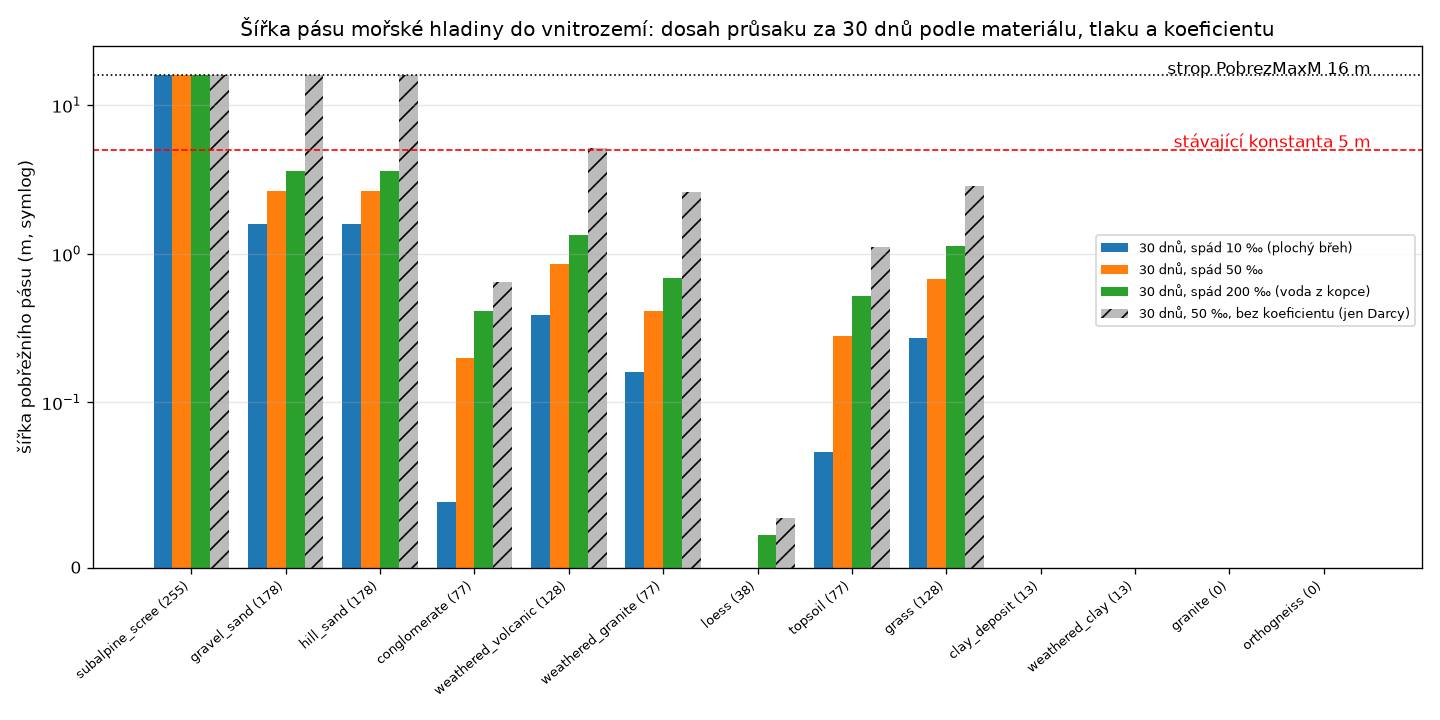 Šířka pásu mořské hladiny do vnitrozemí: dosah průsaku za 30 dnů podle materiálu, tlaku a koeficientu
šířka pobřežního pásu (m, symlog)
10¹
10⁰
10⁻¹
0
strop PobrezMaxM 16 m
stávající konstanta 5 m
30 dnů, spád 10 ‰ (plochý břeh)
30 dnů, spád 50 ‰
30 dnů, spád 200 ‰ (voda z kopce)
30 dnů, 50 ‰, bez koeficientu (jen Darcy)
subalpine_scree (255)
gravel_sand (178)
hill_sand (178)
conglomerate (77)
weathered_volcanic (128)
weathered_granite (77)
loess (38)
topsoil (77)
grass (128)
clay_deposit (13)
weathered_clay (13)
granite (0)
orthogneiss (0)